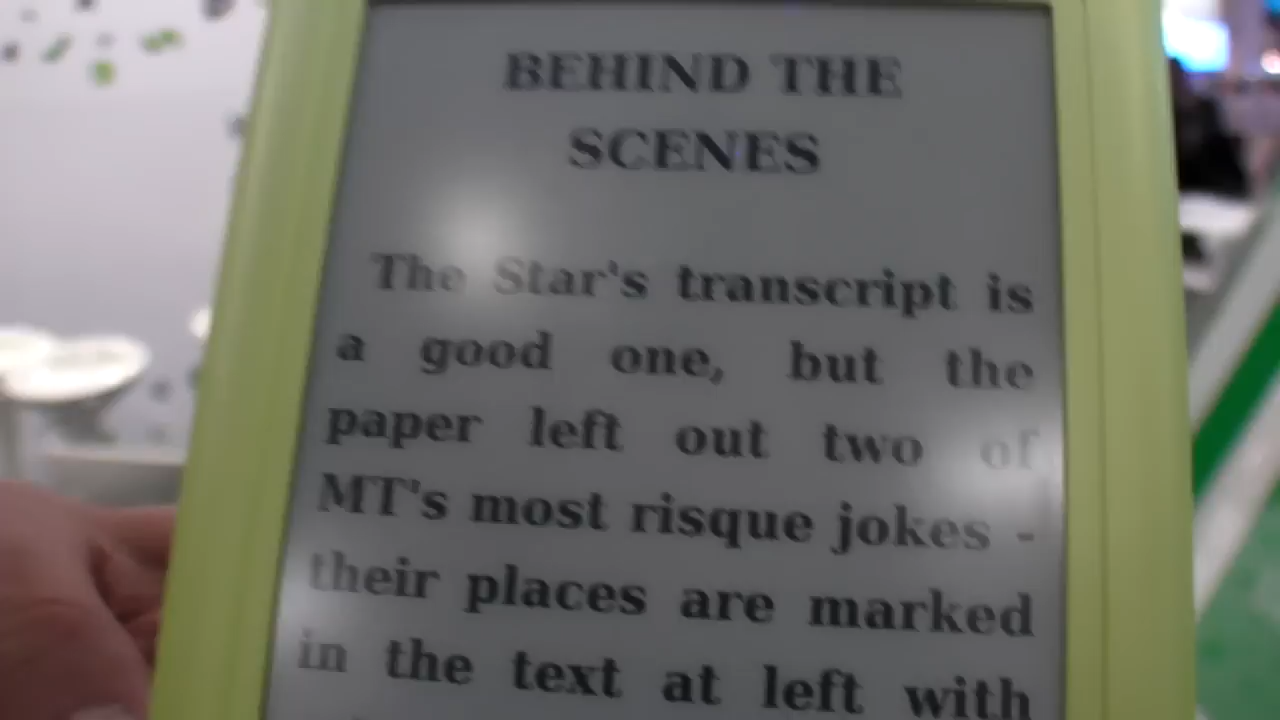 BEHIND THE
SCENES
The Star's transcript is
a good one, but the
paper left out two of
MT's most risque jokes -
their places are marked
in the text at left with